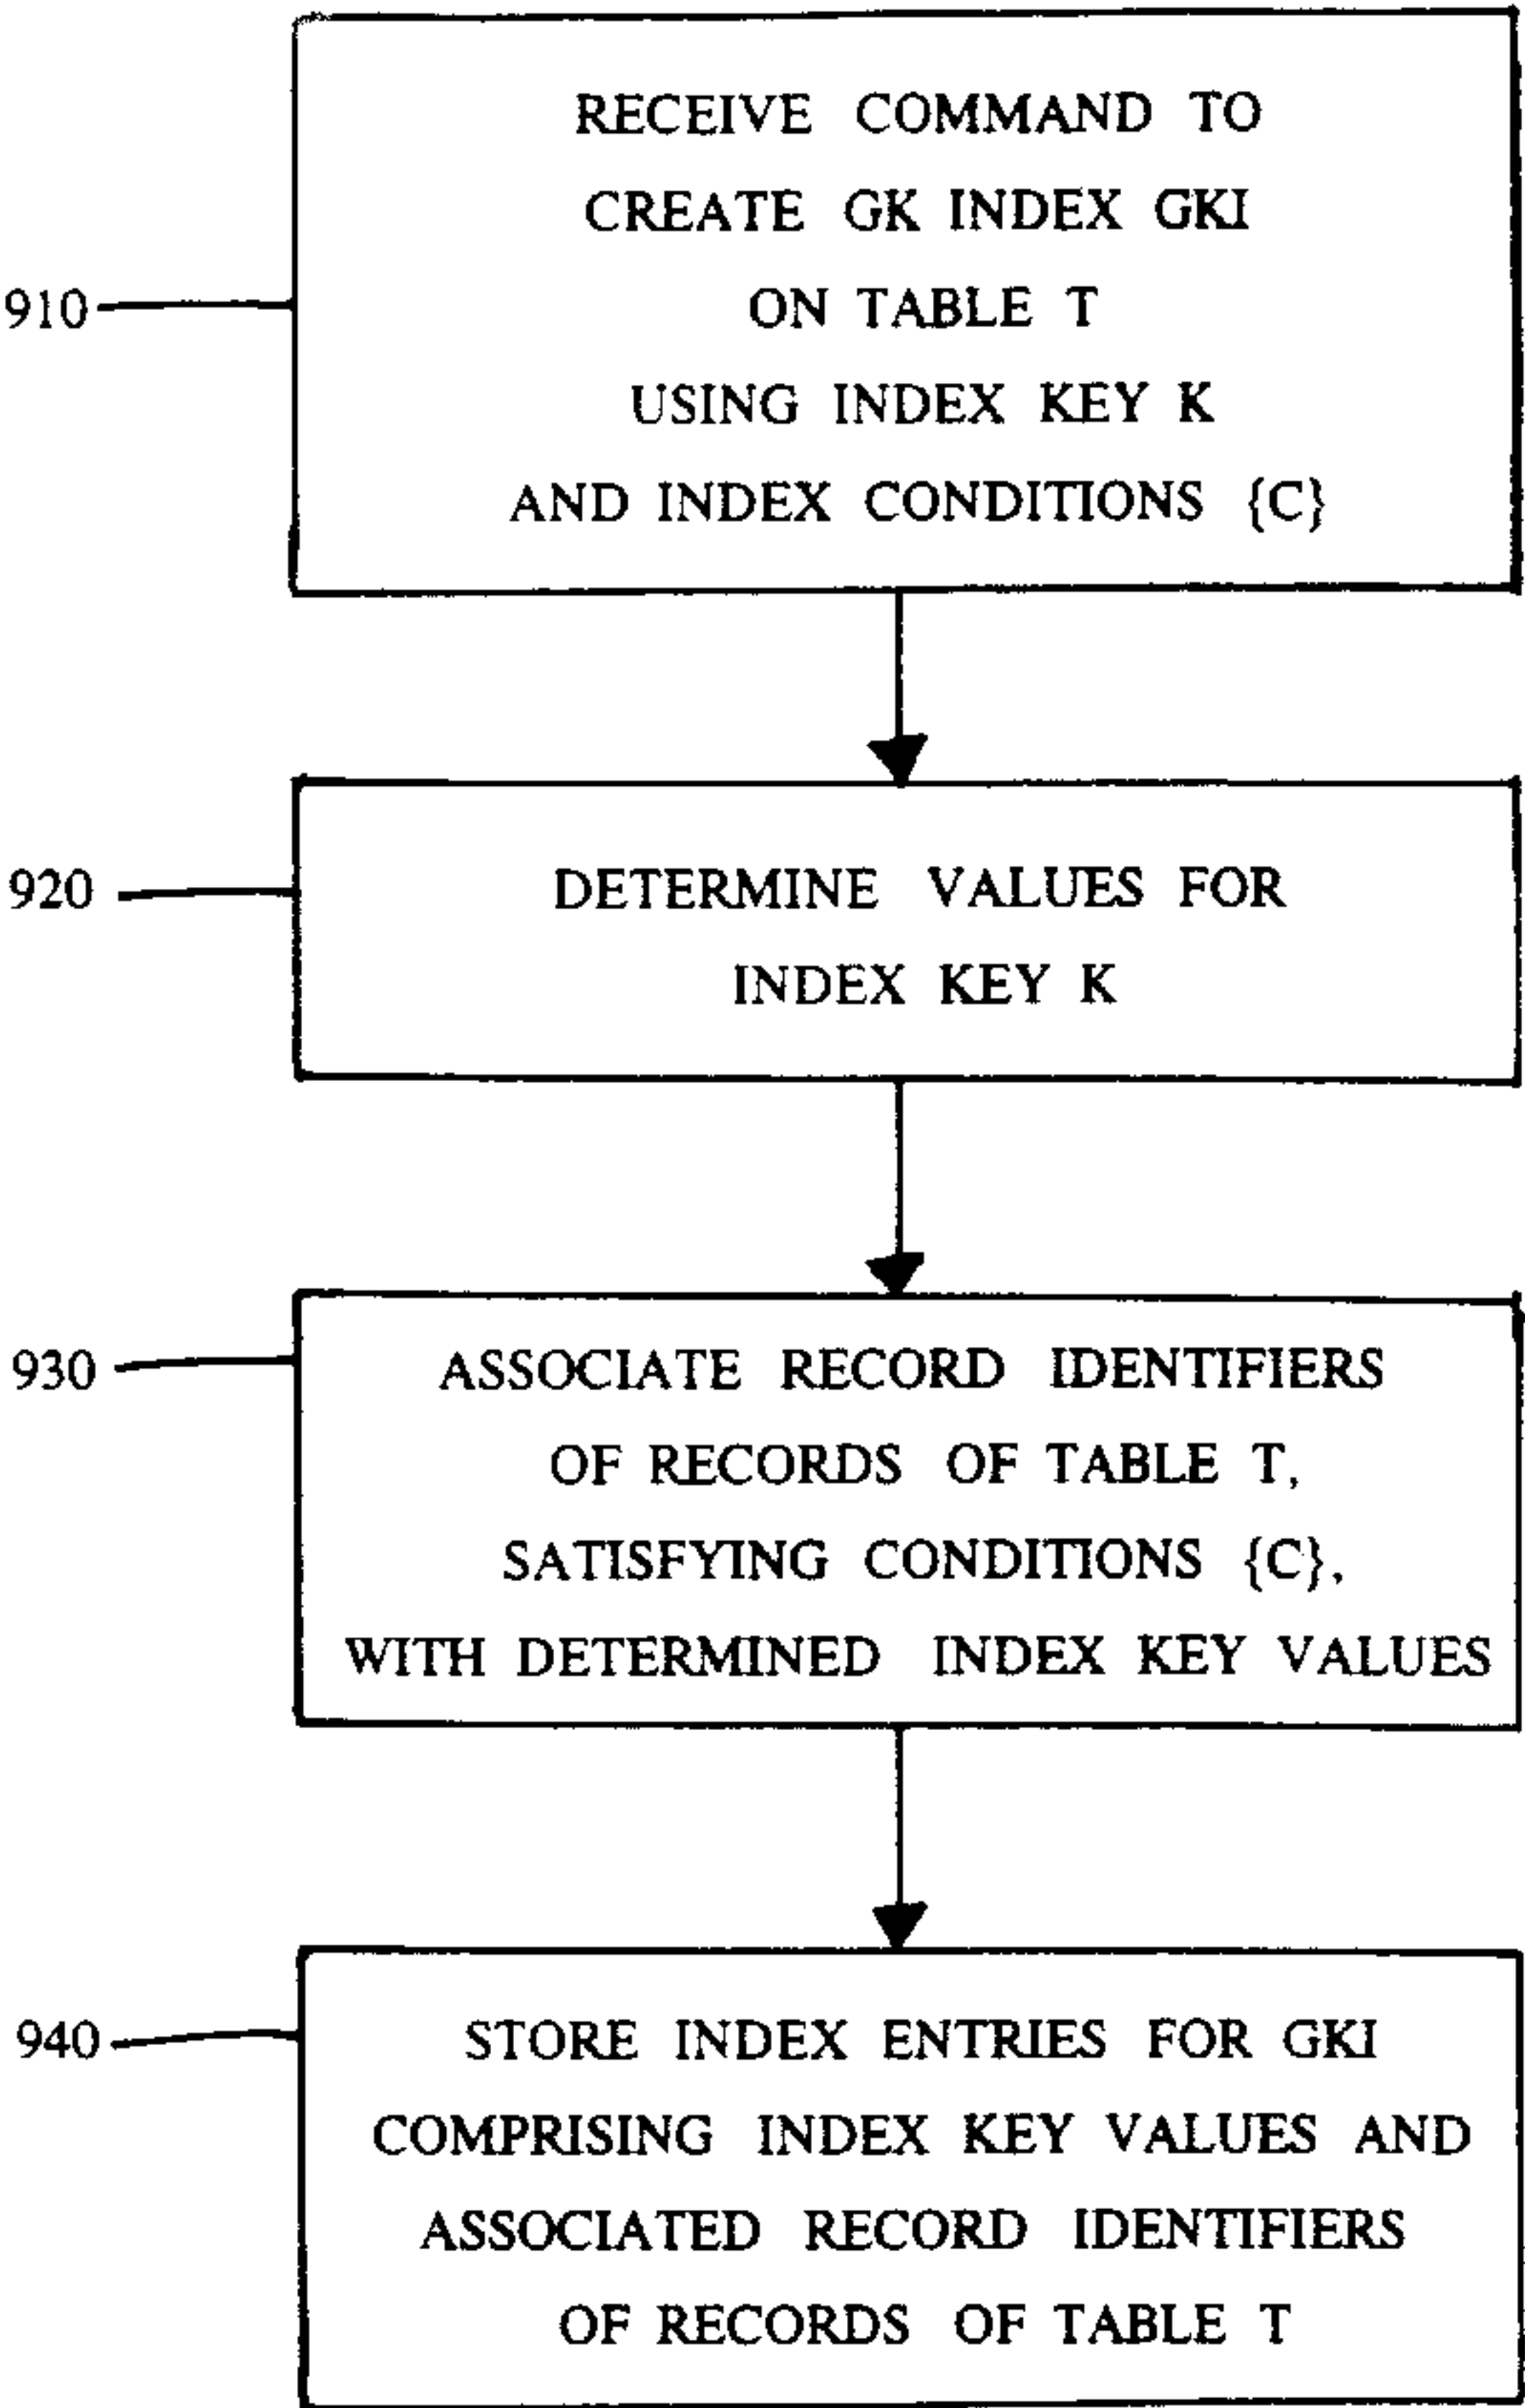 RECEIVE COMMAND TO
CREATE GK INDEX GKI
ON TABLE T
USING INDEX KEY K
AND INDEX CONDITIONS {C}
910
DETERMINE VALUES FOR
INDEX KEY K
920
ASSOCIATE RECORD IDENTIFIERS
OF RECORDS OF TABLE T,
SATISFYING CONDITIONS {C},
WITH DETERMINED INDEX KEY VALUES
930
STORE INDEX ENTRIES FOR GKI
COMPRISING INDEX KEY VALUES AND
ASSOCIATED RECORD IDENTIFIERS
OF RECORDS OF TABLE T
940